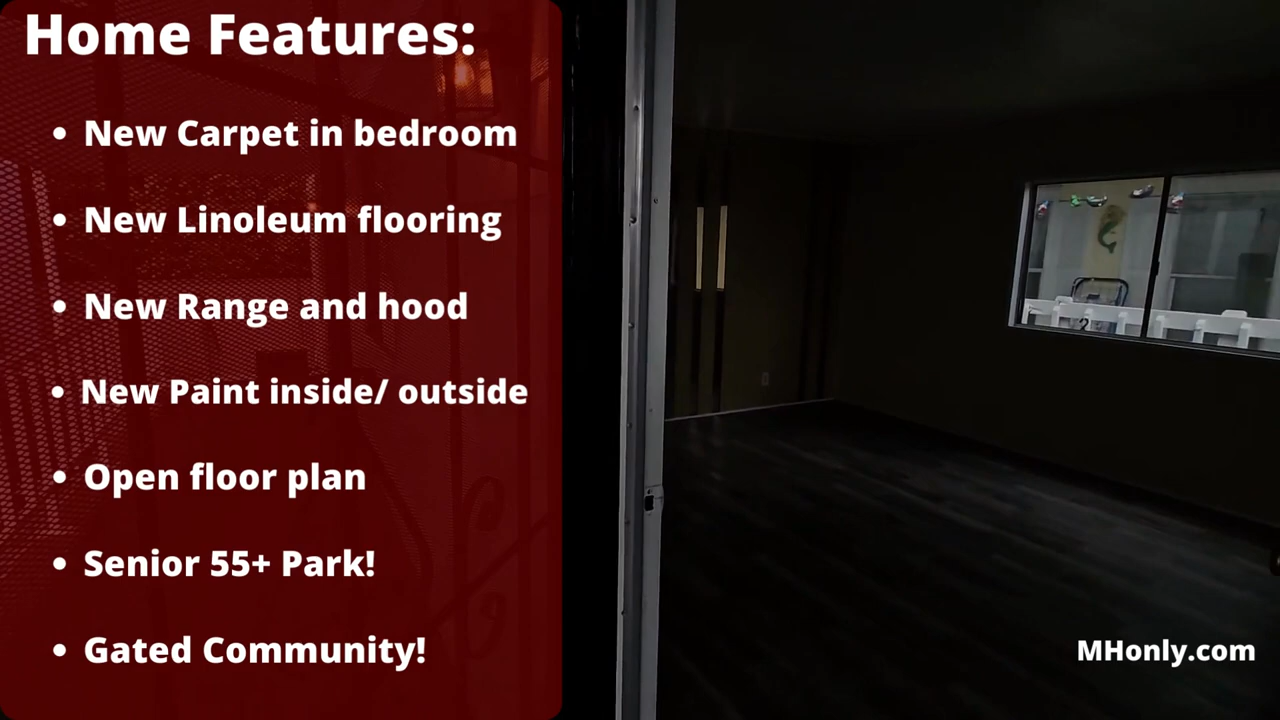 Home Features:
• New Carpet in bedroom
• New Linoleum flooring
• New Range and hood
• New Paint inside/ outside
• Open floor plan
• Senior 55+ Park!
• Gated Community!
MHonly.com